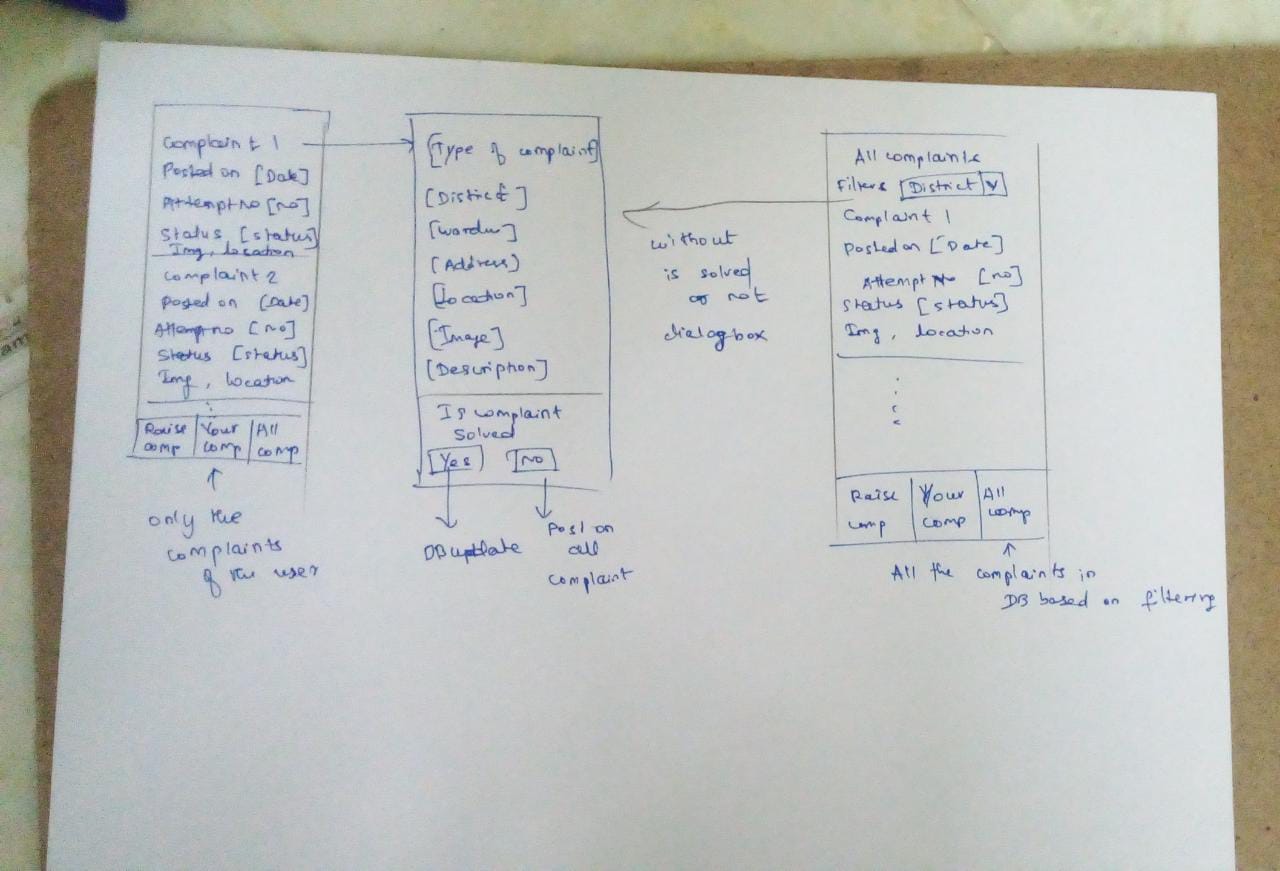 Complaint 1
Posted on [Date]
Attempt no [no]
Status [status]
Img, location
Complaint 2
Posted on [Date]
Attemp no [no]
Status [status]
Img, location
Raise comp
Your comp
All comp
only the
complaints
of the user
[Type of complaint]
[District]
[Address]
[Location]
[Image]
[Description]
Is complaint
solved
[Yes] [No]
DB update
Post on
all
complaint
without
is solved
or not
dialog box
All complaints
Filters [District v]
Complaint 1
Posted on [Date]
Attempt No [no]
Status [status]
Img, location
Raise comp
Your comp
All comp
All the complaints in
DB based on filtering